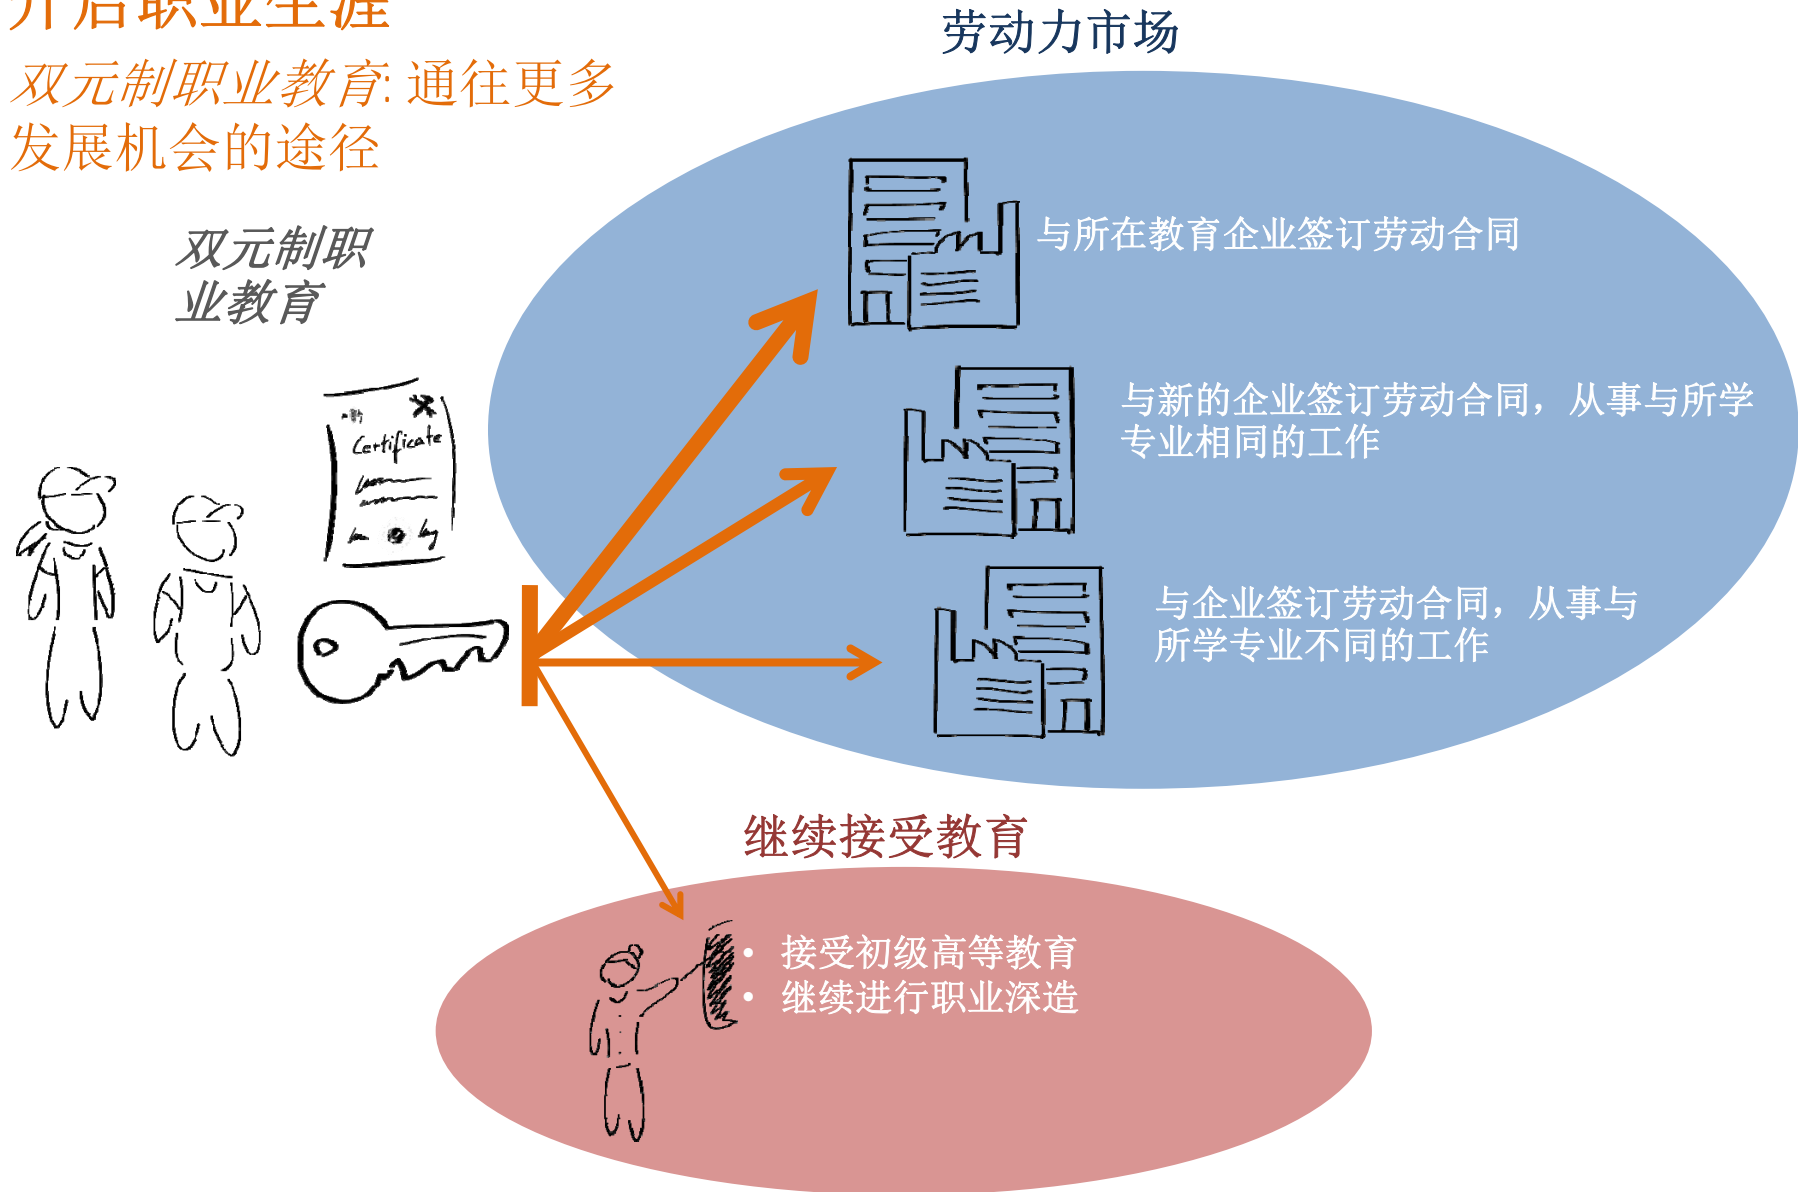 开启职业生涯
双元制职业教育: 通往更多
发展机会的途径
双元制职
业教育
劳动力市场
与所在教育企业签订劳动合同
与新的企业签订劳动合同，从事与所学
专业相同的工作
与企业签订劳动合同，从事与
所学专业不同的工作
Certificate
继续接受教育
• 接受初级高等教育
• 继续进行职业深造